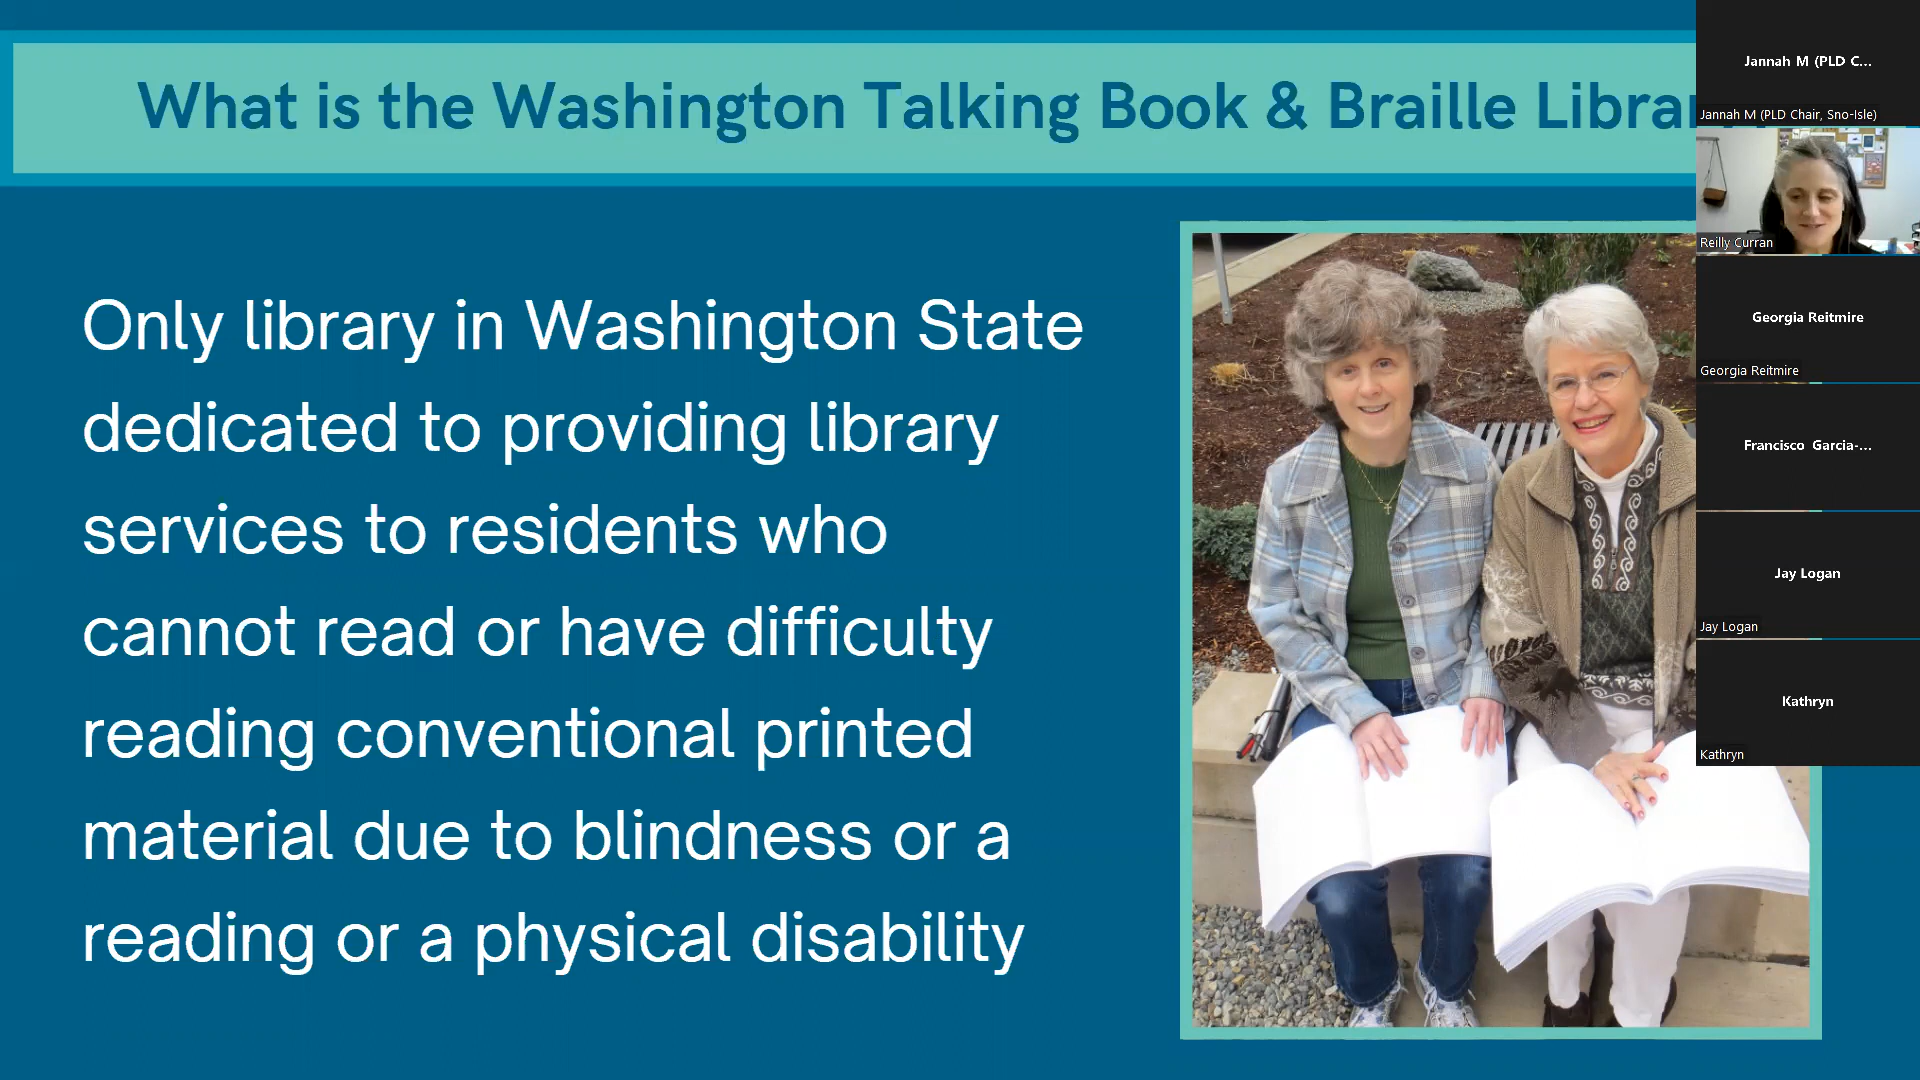 What is the Washington Talking Book & Braille Librar
Only library in Washington State
dedicated to providing library
services to residents who
cannot read or have difficulty
reading conventional printed
material due to blindness or a
reading or a physical disability
Jannah M (PLD C...
Jannah M (PLD Chair, Sno-Isle)
Reilly Curran
Georgia Reitmire
Georgia Reitmire
Francisco Garcia-...
Jay Logan
Jay Logan
Kathryn
Kathryn